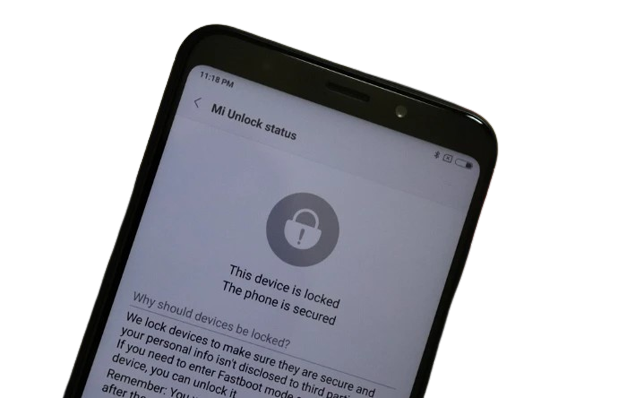 11:18 PM
Mi Unlock status
This device is locked
The phone is secured
Why should devices be locked?
We lock devices to make sure they are secure and
your personal info isn't disclosed to third
If you need to enter Fastboot mode
device, you can unlock it
Remember:
after